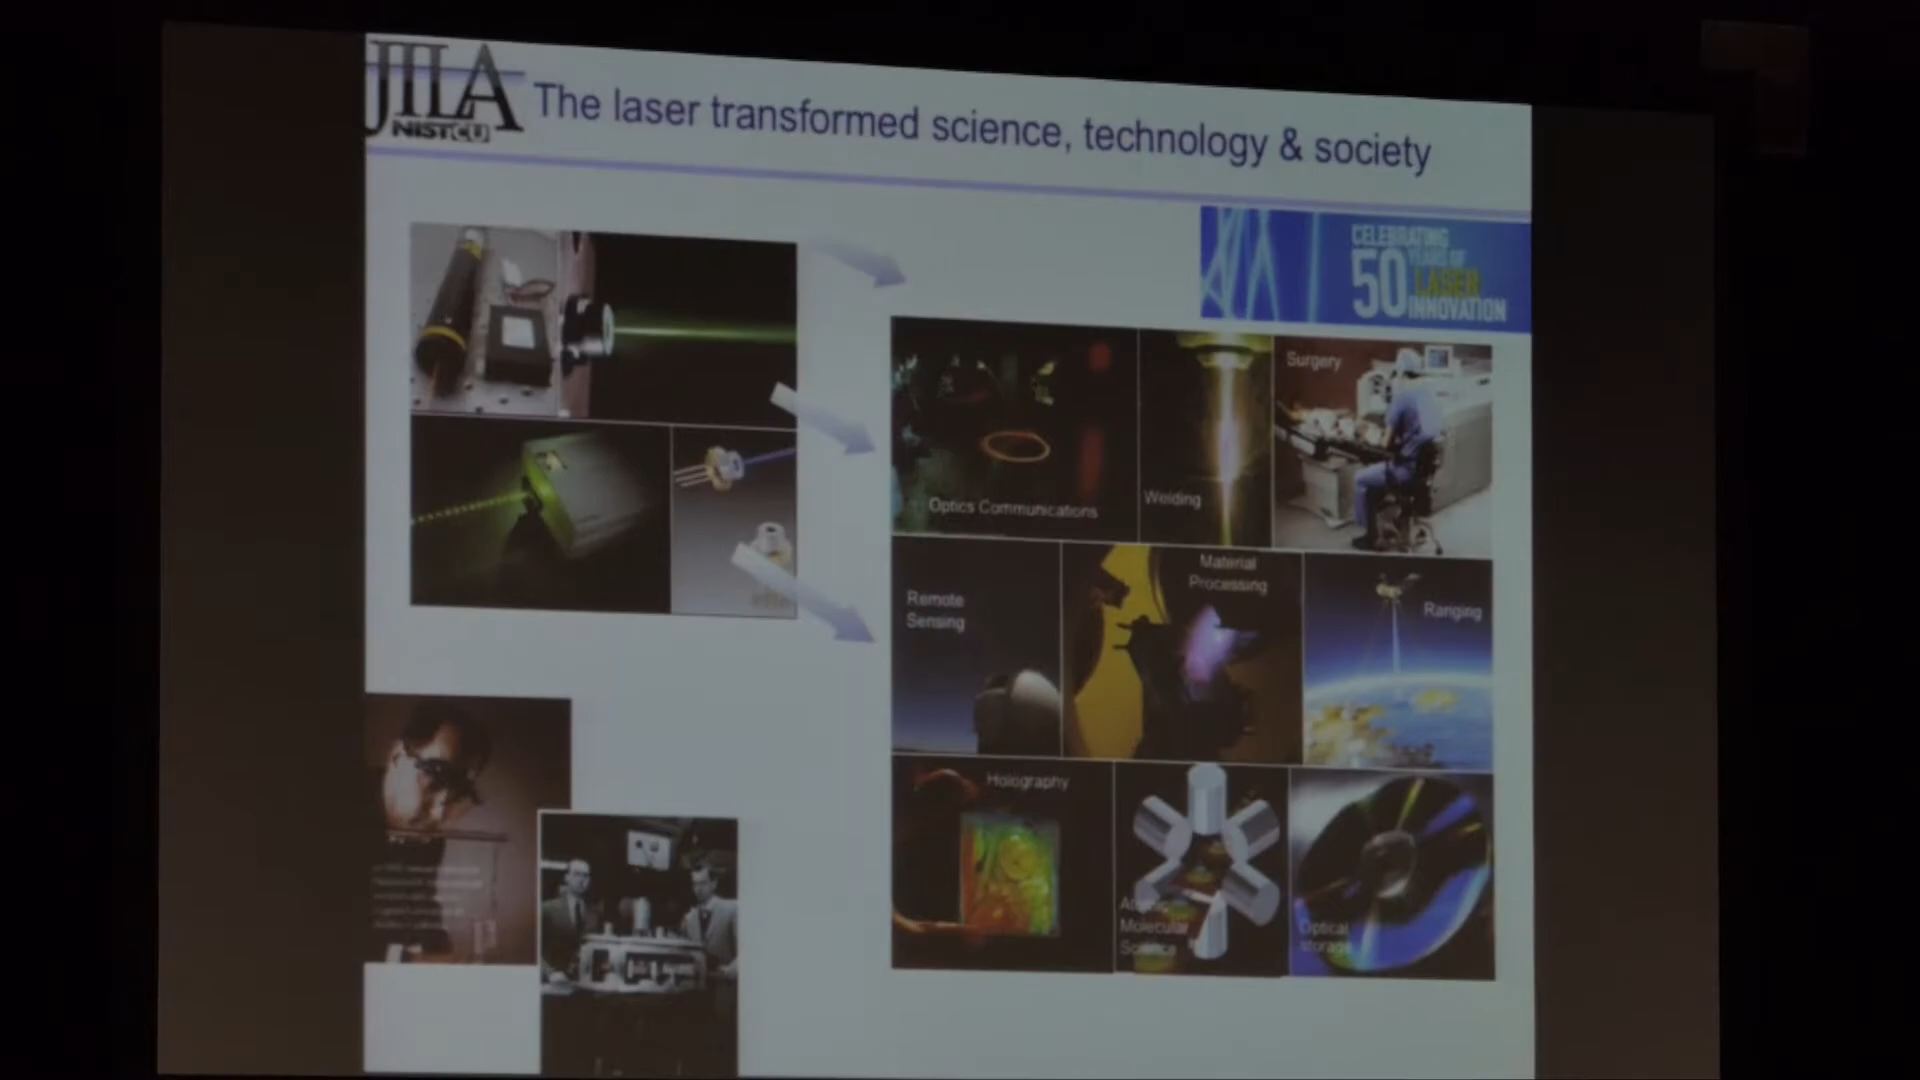 JILA
NIST CU
The laser transformed science, technology & society
CELEBRATING
50 YEARS OF
LASER
INNOVATION
Optics Communications
Welding
Surgery
Remote
Sensing
Material
Processing
Ranging
Holography
Atomic
Molecular
Science
Optical
storage